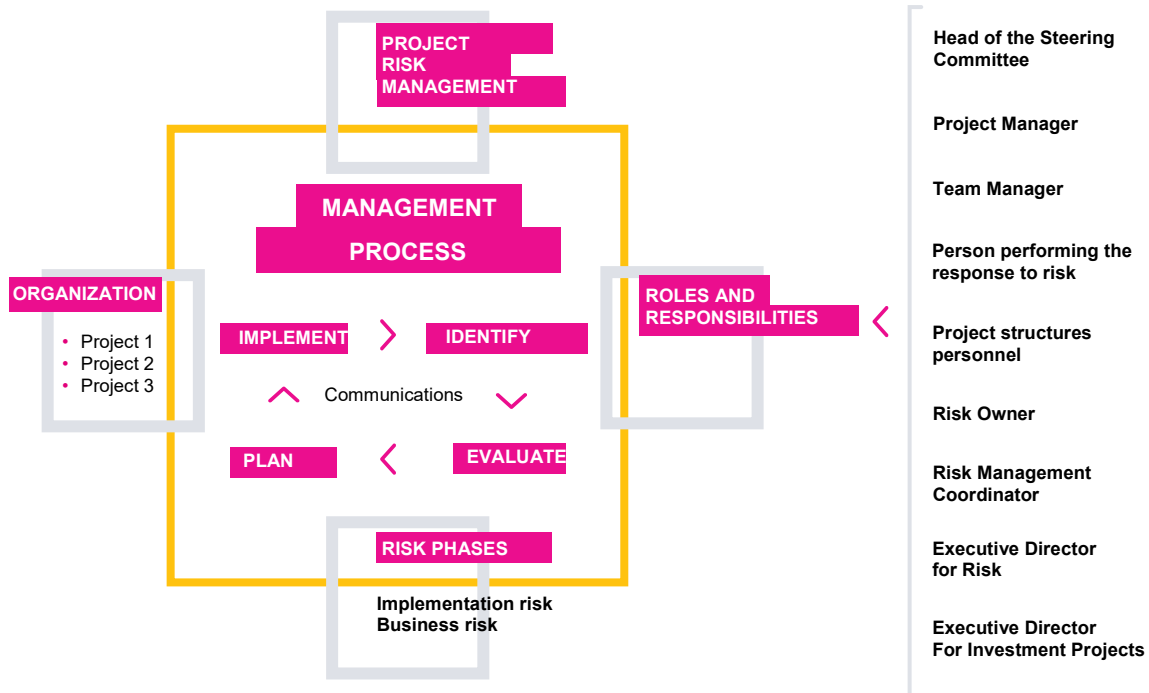 PROJECT
RISK
MANAGEMENT
MANAGEMENT
PROCESS
ORGANIZATION
• Project 1
• Project 2
• Project 3
IMPLEMENT
IDENTIFY
Communications
PLAN
EVALUATE
RISK PHASES
Implementation risk
Business risk
ROLES AND
RESPONSIBILITIES
Head of the Steering
Committee
Project Manager
Team Manager
Person performing the
response to risk
Project structures
personnel
Risk Owner
Risk Management
Coordinator
Executive Director
for Risk
Executive Director
For Investment Projects